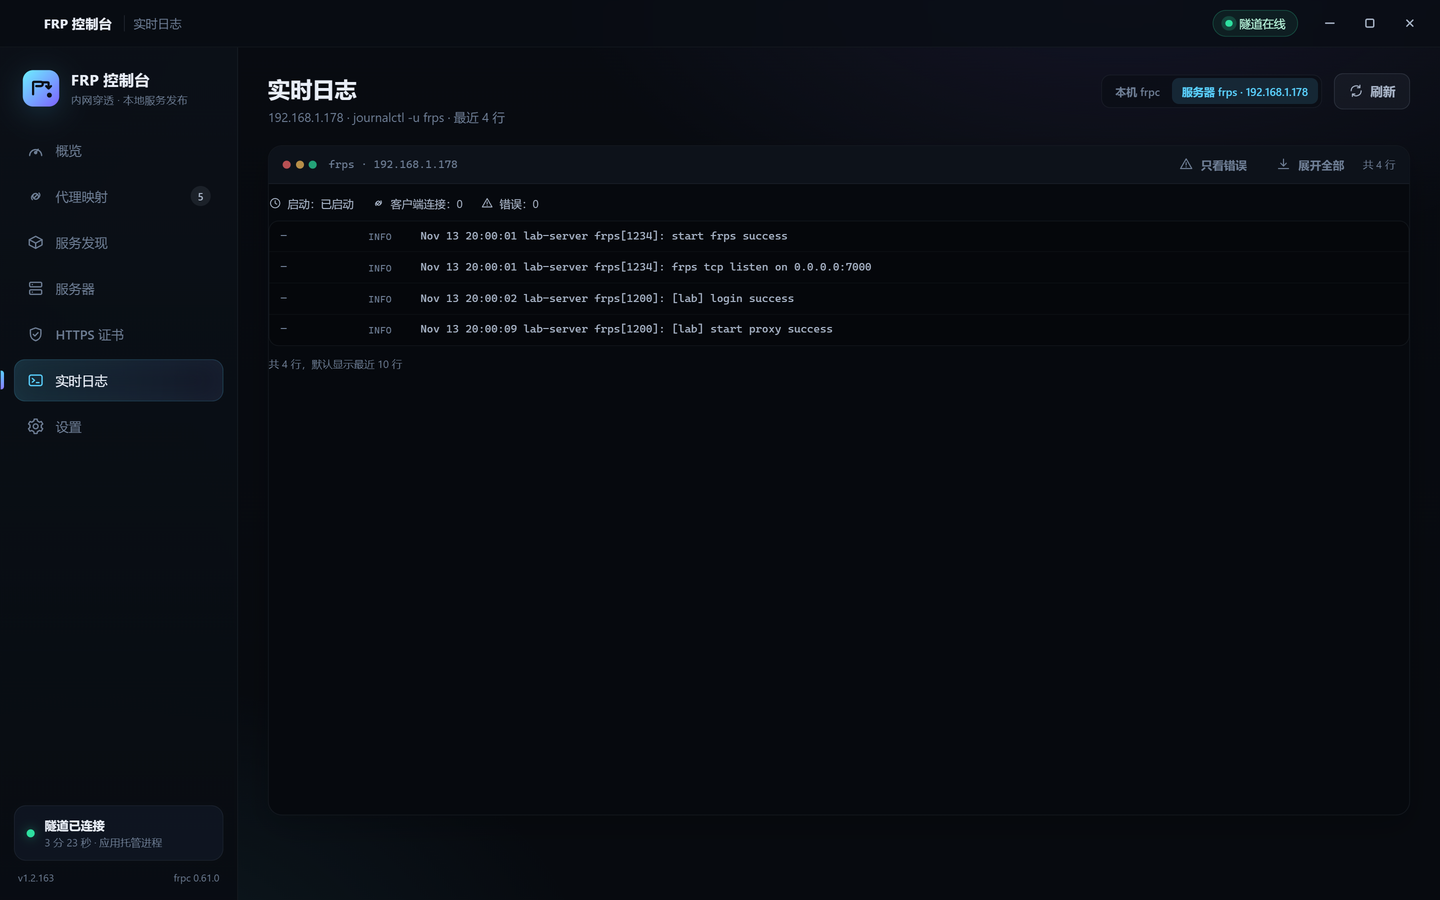 FRP 控制台 实时日志 隧道在线
FRP 控制台
内网穿透 · 本地服务发布
概览
代理映射 5
服务发现
服务器
HTTPS 证书
实时日志
设置
隧道已连接
3 分 23 秒 · 应用托管进程
v1.2.163 frpc 0.61.0
实时日志
192.168.1.178 · journalctl -u frps · 最近 4 行
本机 frpc 服务器 frps · 192.168.1.178 刷新
frps · 192.168.1.178 只看错误 展开全部 共 4 行
启动: 已启动 客户端连接: 0 错误: 0
— INFO Nov 13 20:00:01 lab-server frps[1234]: start frps success
— INFO Nov 13 20:00:01 lab-server frps[1234]: frps tcp listen on 0.0.0.0:7000
— INFO Nov 13 20:00:02 lab-server frps[1200]: [lab] login success
— INFO Nov 13 20:00:09 lab-server frps[1200]: [lab] start proxy success
共 4 行，默认显示最近 10 行